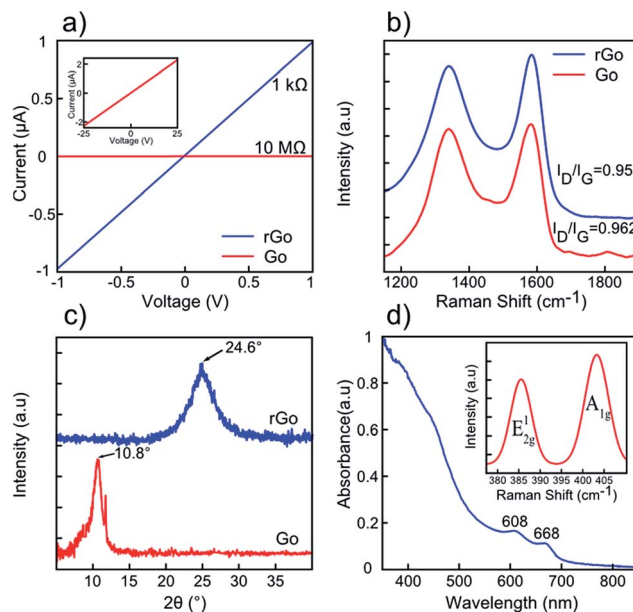 a)
1
0.5
0
-0.5
-1
Current (µA)
-1
-0.5
0
0.5
1
Voltage (V)
1 kΩ
10 MΩ
rGo
Go
2
0
-2
Current (µA)
-25
0
25
Voltage (V)
b)
Intensity (a.u)
rGo
Go
I_D/I_G=0.95
I_D/I_G=0.962
1200
1400
1600
1800
Raman Shift (cm⁻¹)
c)
Intensity (a.u)
24.6°
rGo
10.8°
Go
10
15
20
25
30
35
40
2θ (°)
d)
1
0.8
0.6
0.4
0.2
0
Absorbance(a.u)
608
668
400
500
600
700
800
Wavelength (nm)
Intensity (a.u)
E¹₂g
A₁g
380
385
390
395
400
405
Raman Shift (cm⁻¹)